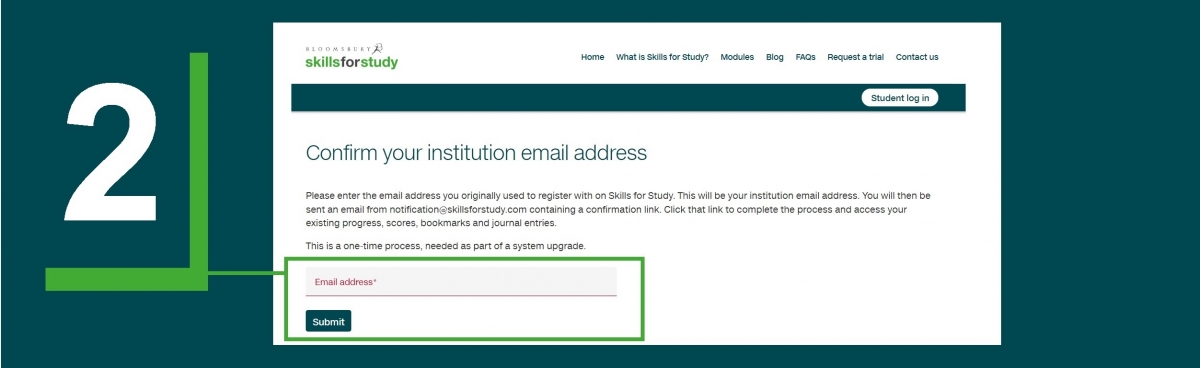 2
BLOOMSBURY
skillsforstudy
Home What is Skills for Study? Modules Blog FAQs Request a trial Contact us
Student log in
Confirm your institution email address
Please enter the email address you originally used to register with on Skills for Study. This will be your institution email address. You will then be
sent an email from notification@skillsforstudy.com containing a confirmation link. Click that link to complete the process and access your
existing progress, scores, bookmarks and journal entries.
This is a one-time process, needed as part of a system upgrade.
Email address*
Submit